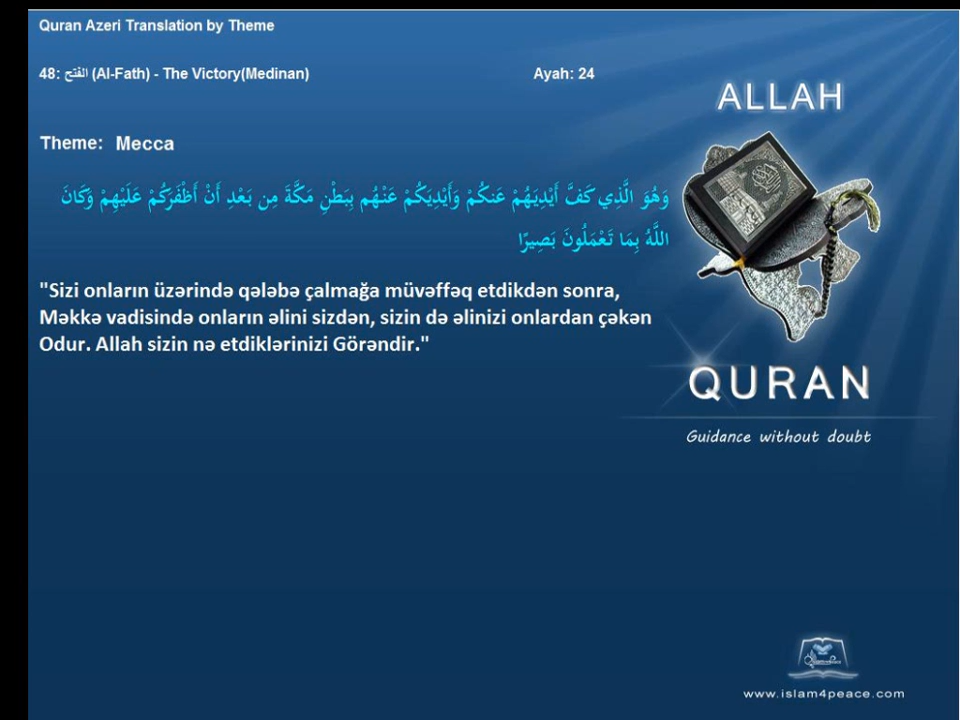 Quran Azeri Translation by Theme
48: الفتح (Al-Fath) - The Victory(Medinan)
Ayah: 24
Theme: Mecca
وَهُوَ الَّذِي كَفَّ أَيْدِيَهُمْ عَنكُمْ وَأَيْدِيَكُمْ عَنْهُم بِبَطْنِ مَكَّةَ مِن بَعْدِ أَنْ أَظْفَرَكُمْ عَلَيْهِمْ وَكَانَ
اللَّهُ بِمَا تَعْمَلُونَ بَصِيرًا
"Sizi onların üzərində qələbə çalmağa müvəffəq etdikdən sonra,
Məkkə vadisində onların əlini sizdən, sizin də əlinizi onlardan çəkən
Odur. Allah sizin nə etdiklərinizi Görəndir."
ALLAH
QURAN
Guidance without doubt
www.islam4peace.com